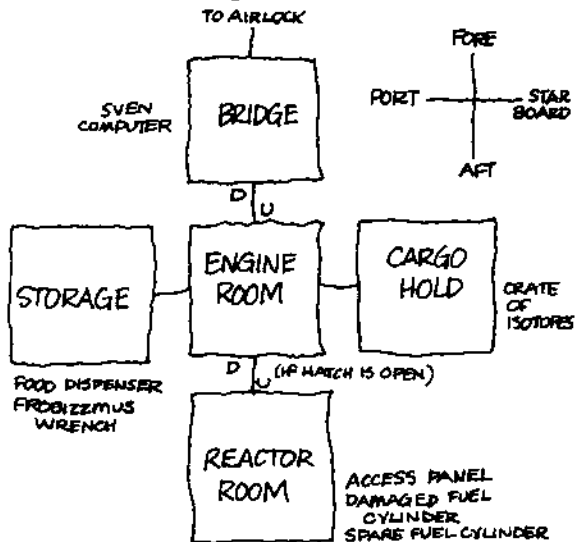 TO AIRLOCK
SVEN
COMPUTER
BRIDGE
FORE
PORT
STAR
BOARD
AFT
D
U
STORAGE
ENGINE
ROOM
CARGO
HOLD
CRATE
OF
ISOTOPES
FOOD DISPENSER
FROBIZZMUS
WRENCH
D
U
(IF HATCH IS OPEN)
REACTOR
ROOM
ACCESS PANEL
DAMAGED FUEL
CYLINDER
SPARE FUEL CYLINDER